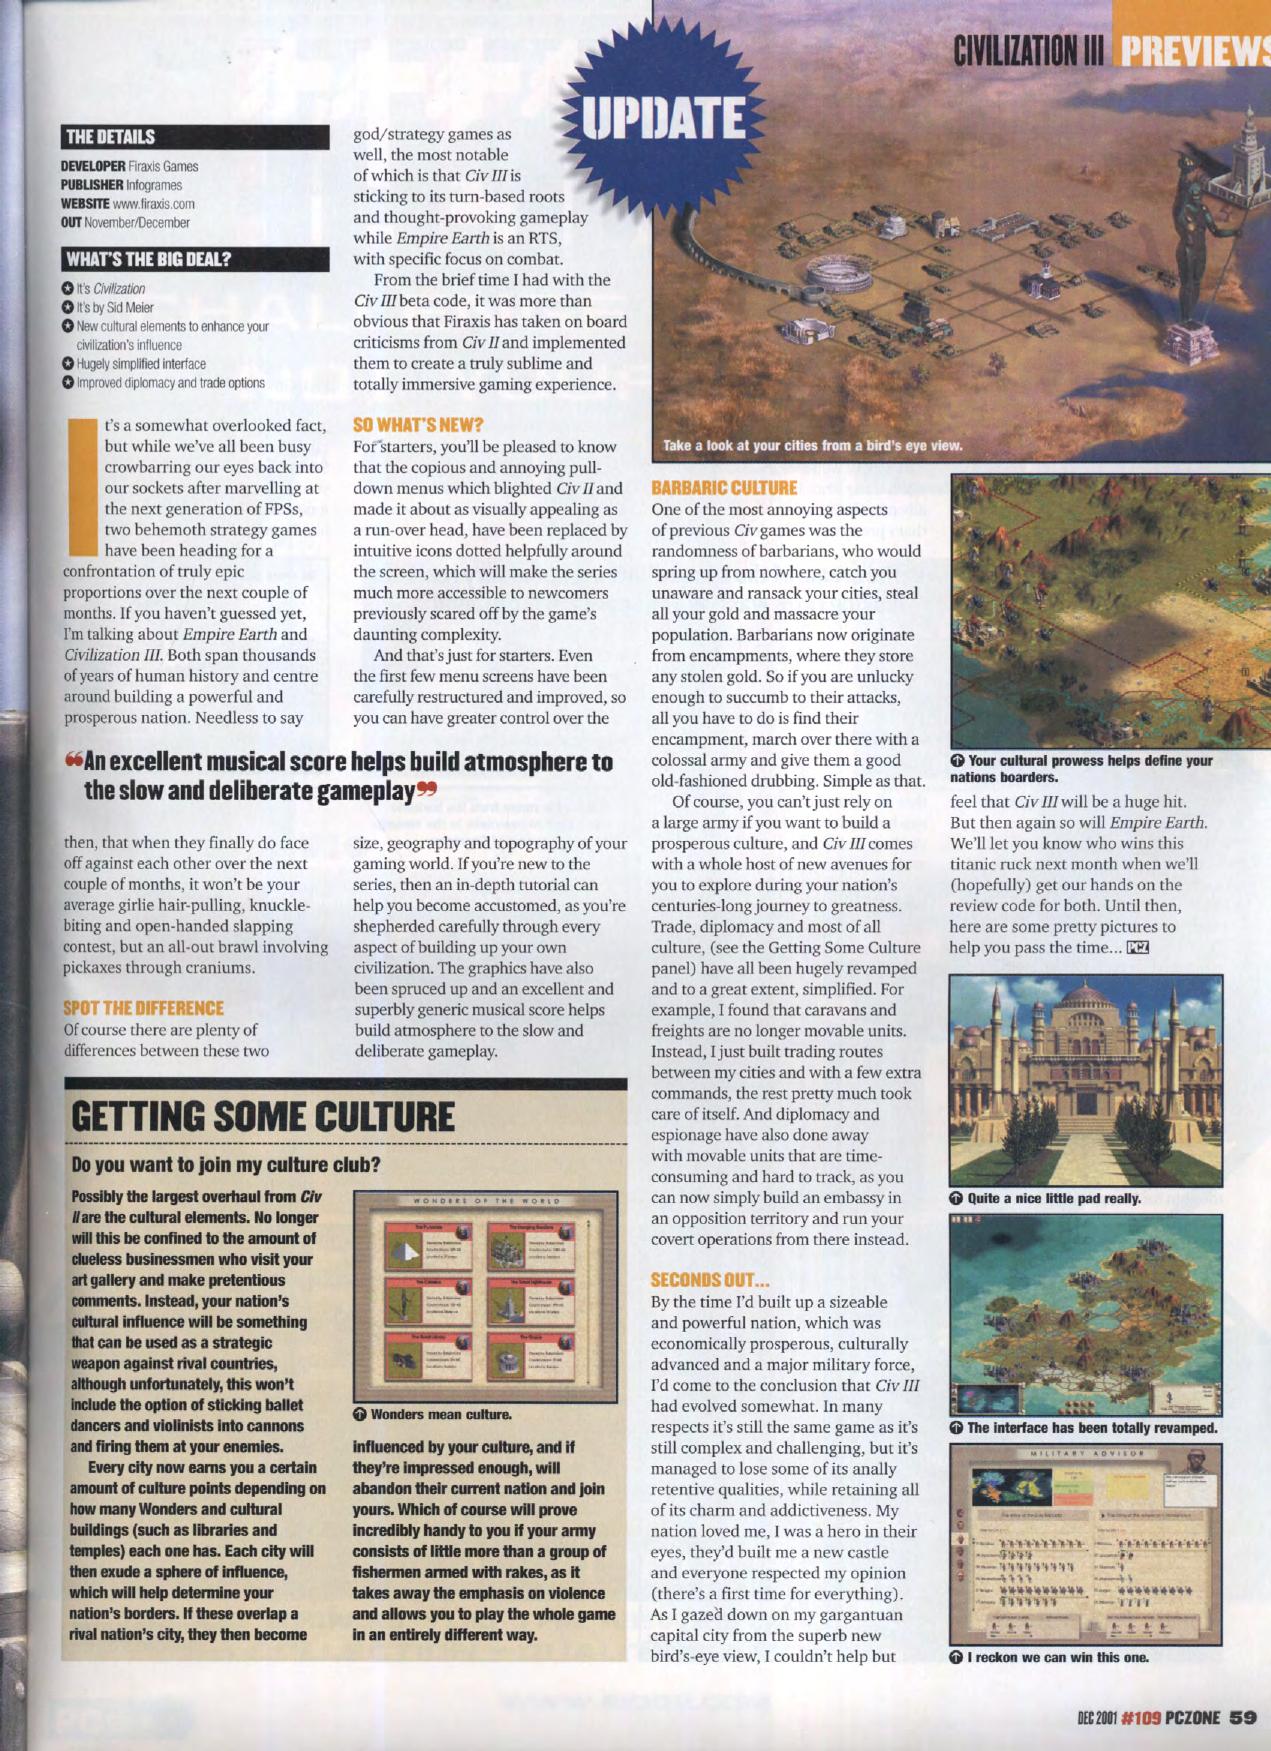 CIVILIZATION III PREVIEWS
UPDATE
THE DETAILS
DEVELOPER Firaxis Games
PUBLISHER Infogrames
WEBSITE www.firaxis.com
OUT November/December
WHAT'S THE BIG DEAL?
It's Civilization
It's by Sid Meier
New cultural elements to enhance your
civilization's influence
Hugely simplified interface
Improved diplomacy and trade options
It's a somewhat overlooked fact,
but while we've all been busy
crowbarring our eyes back into
our sockets after marvelling at
the next generation of FPSs,
two behemoth strategy games
have been heading for a
confrontation of truly epic
proportions over the next couple of
months. If you haven't guessed yet,
I'm talking about Empire Earth and
Civilization III. Both span thousands
of years of human history and centre
around building a powerful and
prosperous nation. Needless to say
“An excellent musical score helps build atmosphere to
the slow and deliberate gameplay”
then, that when they finally do face
off against each other over the next
couple of months, it won't be your
average girlie hair-pulling, knuckle-
biting and open-handed slapping
contest, but an all-out brawl involving
pickaxes through craniums.
SPOT THE DIFFERENCE
Of course there are plenty of
differences between these two
god/strategy games as
well, the most notable
of which is that Civ III is
sticking to its turn-based roots
and thought-provoking gameplay
while Empire Earth is an RTS,
with specific focus on combat.
From the brief time I had with the
Civ III beta code, it was more than
obvious that Firaxis has taken on board
criticisms from Civ II and implemented
them to create a truly sublime and
totally immersive gaming experience.
SO WHAT'S NEW?
For starters, you'll be pleased to know
that the copious and annoying pull-
down menus which blighted Civ II and
made it about as visually appealing as
a run-over head, have been replaced by
intuitive icons dotted helpfully around
the screen, which will make the series
much more accessible to newcomers
previously scared off by the game's
daunting complexity.
And that's just for starters. Even
the first few menu screens have been
carefully restructured and improved, so
you can have greater control over the
size, geography and topography of your
gaming world. If you're new to the
series, then an in-depth tutorial can
help you become accustomed, as you're
shepherded carefully through every
aspect of building up your own
civilization. The graphics have also
been spruced up and an excellent and
superbly generic musical score helps
build atmosphere to the slow and
deliberate gameplay.
GETTING SOME CULTURE
Do you want to join my culture club?
Possibly the largest overhaul from Civ
II are the cultural elements. No longer
will this be confined to the amount of
clueless businessmen who visit your
art gallery and make pretentious
comments. Instead, your nation's
cultural influence will be something
that can be used as a strategic
weapon against rival countries,
although unfortunately, this won't
include the option of sticking ballet
dancers and violinists into cannons
and firing them at your enemies.
Every city now earns you a certain
amount of culture points depending on
how many Wonders and cultural
buildings (such as libraries and
temples) each one has. Each city will
then exude a sphere of influence,
which will help determine your
nation's borders. If these overlap a
rival nation's city, they then become
WONDERS OF THE WORLD
The Pyramids
The Hanging Gardens
The Colossus
The Great Lighthouse
The Great Library
The Oracle
Wonders mean culture.
influenced by your culture, and if
they're impressed enough, will
abandon their current nation and join
yours. Which of course will prove
incredibly handy to you if your army
consists of little more than a group of
fishermen armed with rakes, as it
takes away the emphasis on violence
and allows you to play the whole game
in an entirely different way.
Take a look at your cities from a bird's eye view.
BARBARIC CULTURE
One of the most annoying aspects
of previous Civ games was the
randomness of barbarians, who would
spring up from nowhere, catch you
unaware and ransack your cities, steal
all your gold and massacre your
population. Barbarians now originate
from encampments, where they store
any stolen gold. So if you are unlucky
enough to succumb to their attacks,
all you have to do is find their
encampment, march over there with a
colossal army and give them a good
old-fashioned drubbing. Simple as that.
Of course, you can't just rely on
a large army if you want to build a
prosperous culture, and Civ III comes
with a whole host of new avenues for
you to explore during your nation's
centuries-long journey to greatness.
Trade, diplomacy and most of all
culture, (see the Getting Some Culture
panel) have all been hugely revamped
and to a great extent, simplified. For
example, I found that caravans and
freights are no longer movable units.
Instead, I just built trading routes
between my cities and with a few extra
commands, the rest pretty much took
care of itself. And diplomacy and
espionage have also done away
with movable units that are time-
consuming and hard to track, as you
can now simply build an embassy in
an opposition territory and run your
covert operations from there instead.
SECONDS OUT...
By the time I'd built up a sizeable
and powerful nation, which was
economically prosperous, culturally
advanced and a major military force,
I'd come to the conclusion that Civ III
had evolved somewhat. In many
respects it's still the same game as it's
still complex and challenging, but it's
managed to lose some of its anally
retentive qualities, while retaining all
of its charm and addictiveness. My
nation loved me, I was a hero in their
eyes, they'd built me a new castle
and everyone respected my opinion
(there's a first time for everything).
As I gazed down on my gargantuan
capital city from the superb new
bird's-eye view, I couldn't help but
Your cultural prowess helps define your
nations boarders.
feel that Civ III will be a huge hit.
But then again so will Empire Earth.
We'll let you know who wins this
titanic ruck next month when we'll
(hopefully) get our hands on the
review code for both. Until then,
here are some pretty pictures to
help you pass the time... PCZ
Quite a nice little pad really.
The interface has been totally revamped.
MILITARY ADVISOR
I reckon we can win this one.
DEC 2001 #109 PCZONE 59